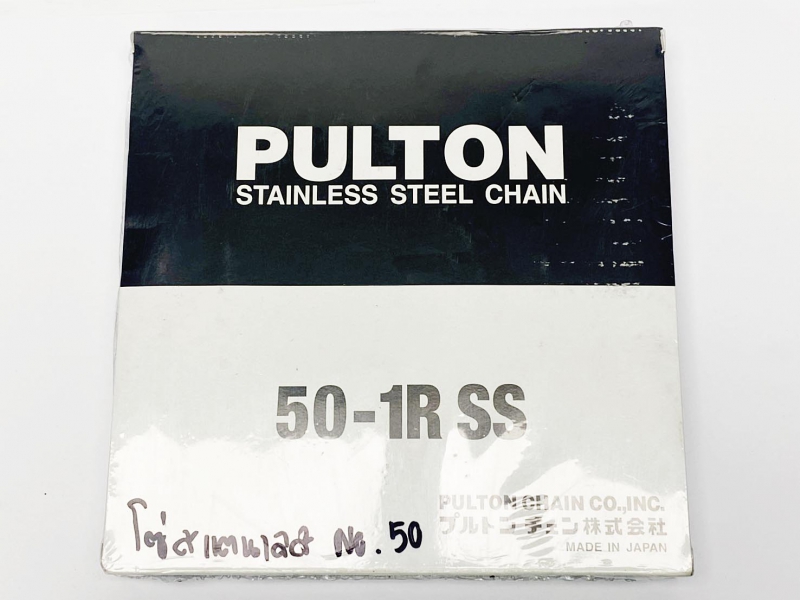 PULTON
STAINLESS STEEL CHAIN
50-1R SS
PULTON CHAIN CO.,INC.
プルトンチェン株式会社
MADE IN JAPAN
โซ่สแตนเลส No. 50